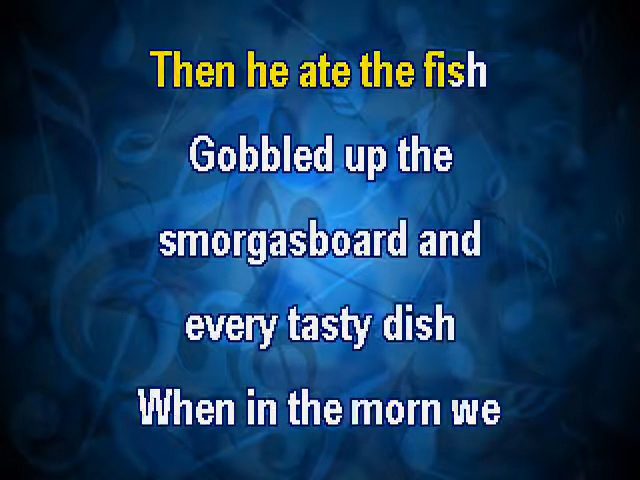 Then he ate the fish
Gobbled up the
smorgasboard and
every tasty dish
When in the morn we